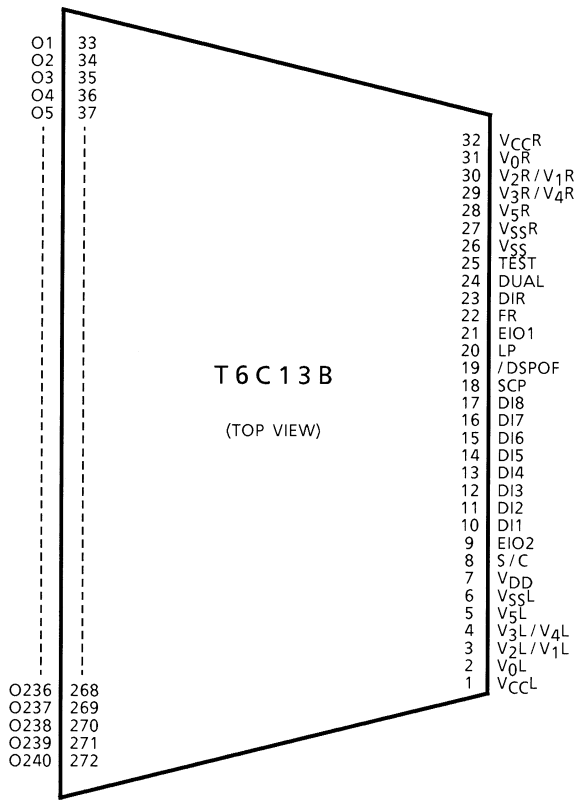 O1 33
O2 34
O3 35
O4 36
O5 37
32 VCCR
31 V0R
30 V2R/V1R
29 V3R/V4R
28 V5R
27 VSSR
26 VSS
25 TEST
24 DUAL
23 DIR
22 FR
21 EIO1
20 LP
19 /DSPOF
18 SCP
17 DI8
16 DI7
15 DI6
14 DI5
13 DI4
12 DI3
11 DI2
10 DI1
9 EIO2
8 S/C
7 VDD
6 VSSL
5 V5L
4 V3L/V4L
3 V2L/V1L
2 V0L
1 VCCL
T6C13B
(TOP VIEW)
O236 268
O237 269
O238 270
O239 271
O240 272